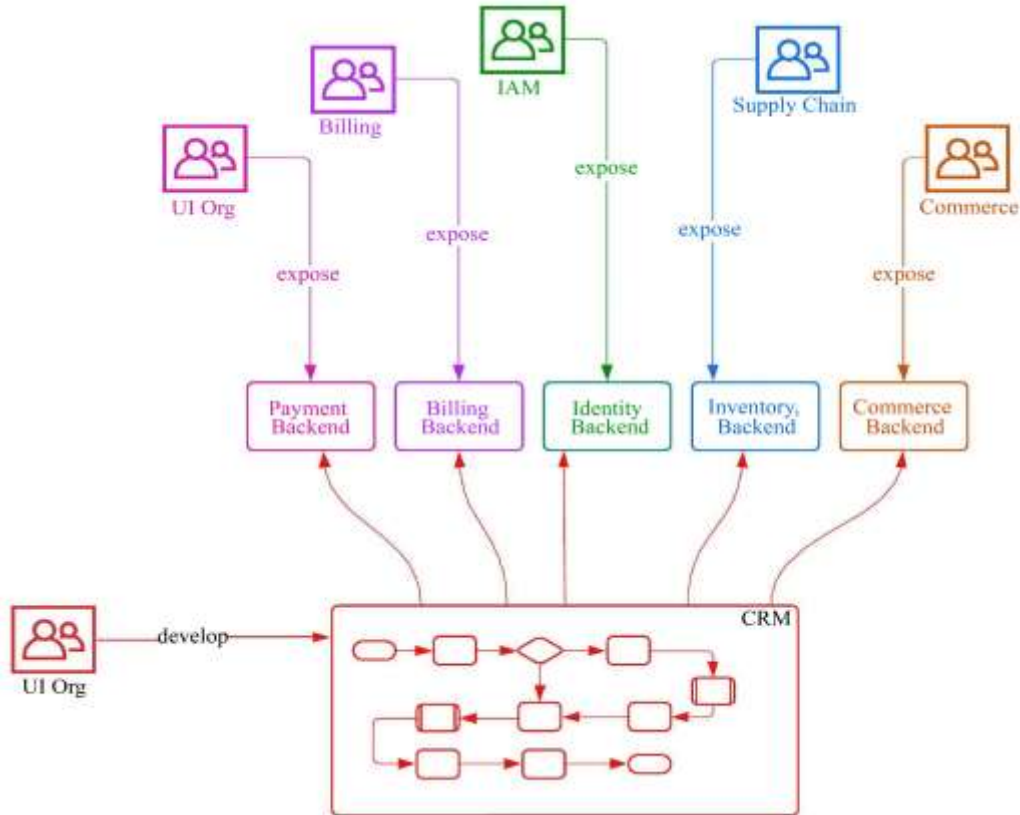 IAM
Billing
Supply Chain
UI Org
Commerce
expose
expose
expose
expose
expose
Payment
Backend
Billing
Backend
Identity
Backend
Inventory,
Backend
Commerce
Backend
CRM
develop
UI Org